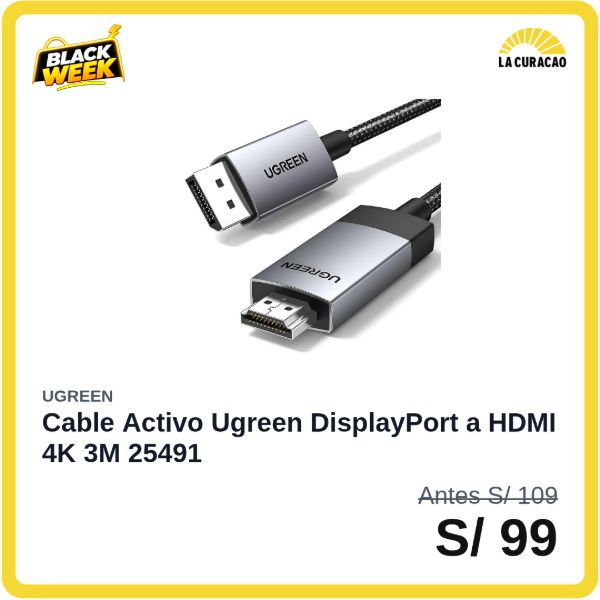 BLACK
WEEK
LA CURACAO
UGREEN
UGREEN
UGREEN
Cable Activo Ugreen DisplayPort a HDMI
4K 3M 25491
Antes S/ 109
S/ 99